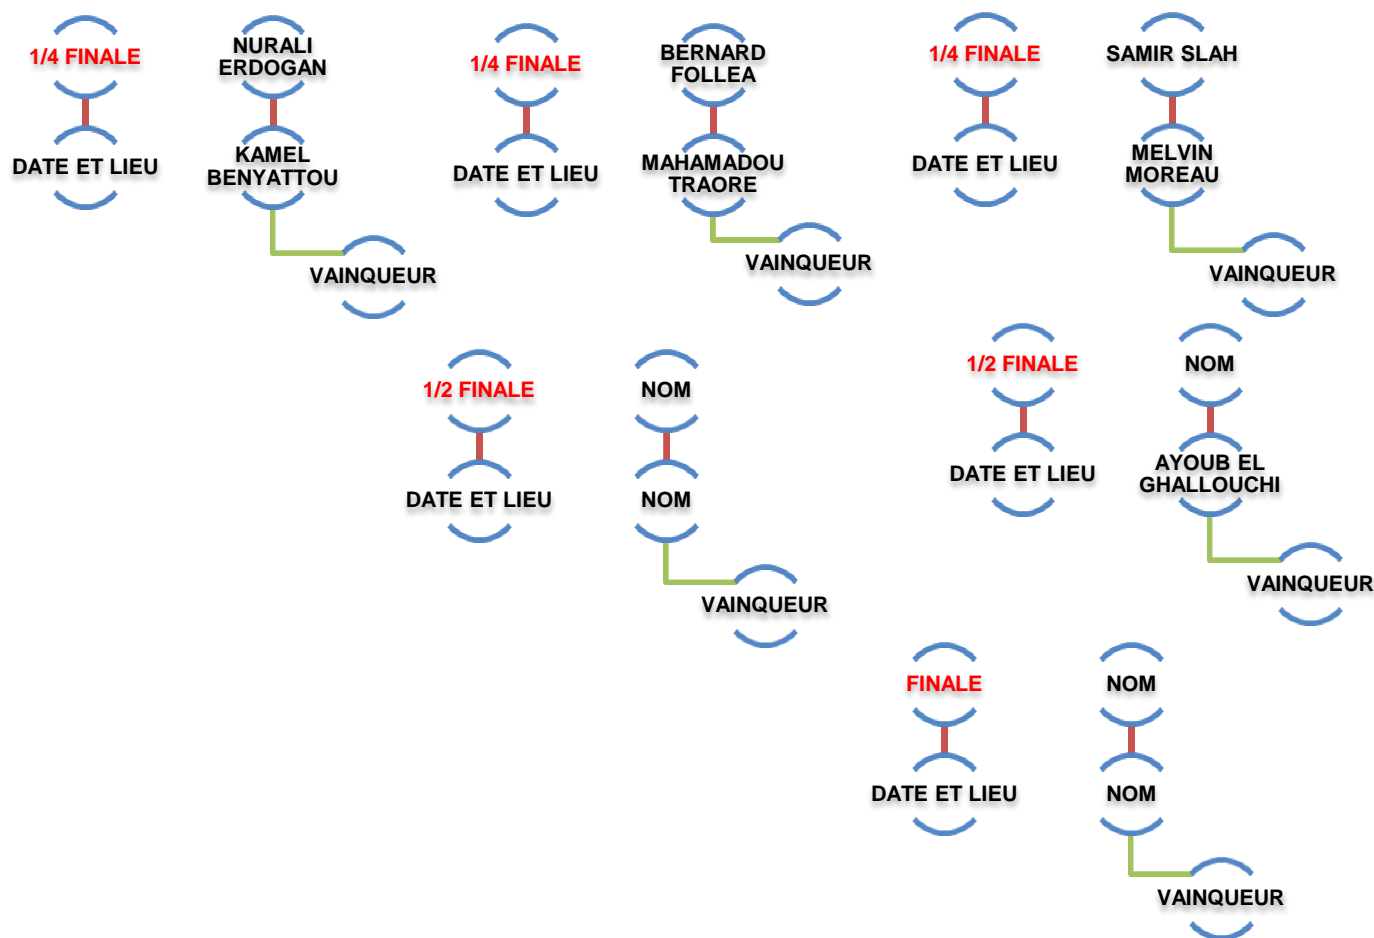 1/4 FINALE
DATE ET LIEU
NURALI
ERDOGAN
KAMEL
BENYATTOU
VAINQUEUR
1/4 FINALE
DATE ET LIEU
BERNARD
FOLLEA
MAHAMADOU
TRAORE
VAINQUEUR
1/4 FINALE
DATE ET LIEU
SAMIR SLAH
MELVIN
MOREAU
VAINQUEUR
1/2 FINALE
DATE ET LIEU
NOM
NOM
VAINQUEUR
1/2 FINALE
DATE ET LIEU
NOM
AYOUB EL
GHALLOUCHI
VAINQUEUR
FINALE
DATE ET LIEU
NOM
NOM
VAINQUEUR